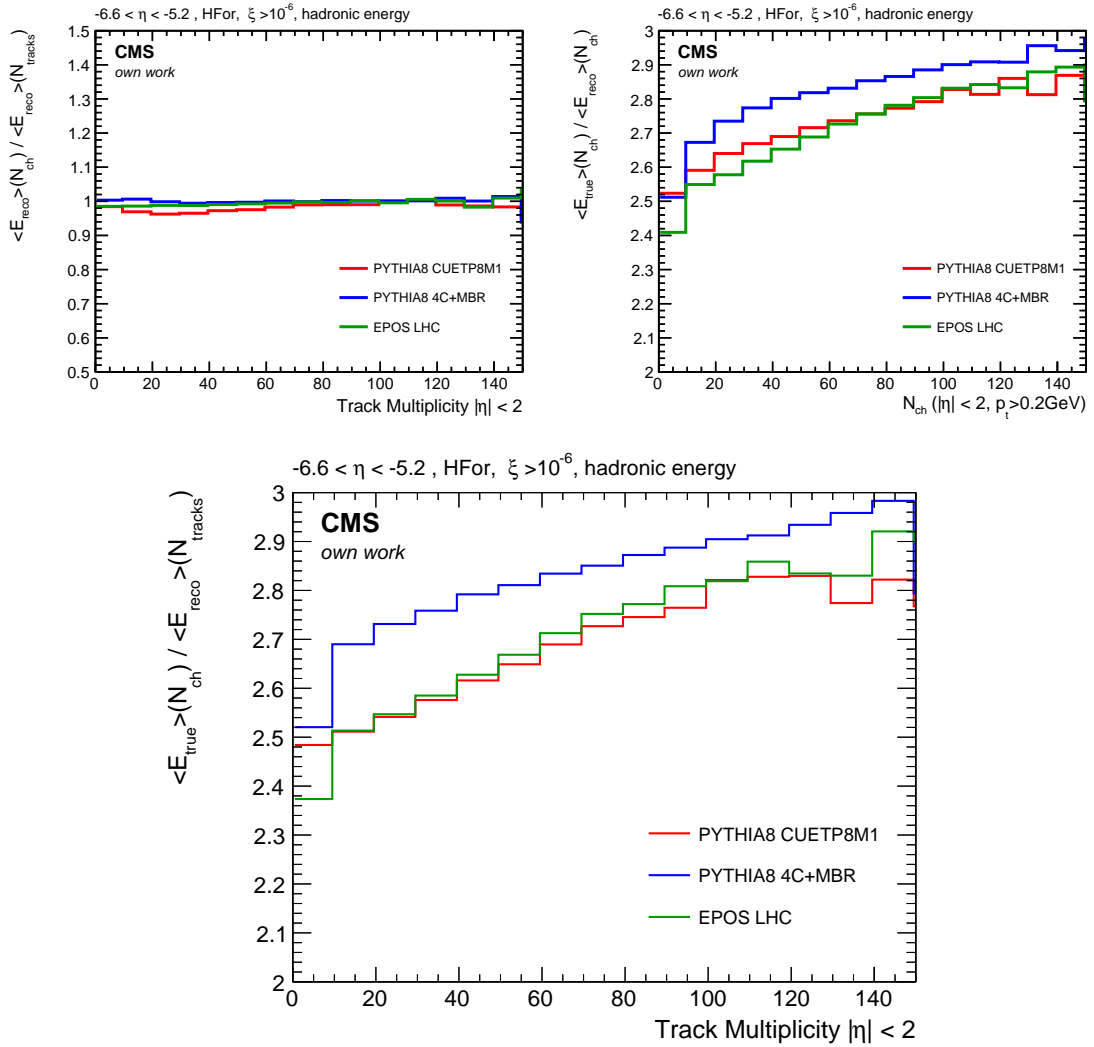 -6.6 < η < -5.2 , HFor, ξ >10⁻⁶, hadronic energy
<E_reco>(N_ch) / <E_reco>(N_tracks)
1.5
1.4
1.3
1.2
1.1
1
0.9
0.8
0.7
0.6
0.5
CMS
own work
PYTHIA8 CUETP8M1
PYTHIA8 4C+MBR
EPOS LHC
0 20 40 60 80 100 120 140
Track Multiplicity |η| < 2
-6.6 < η < -5.2 , HFor, ξ >10⁻⁶, hadronic energy
<E_true>(N_ch) / <E_reco>(N_ch)
3
2.9
2.8
2.7
2.6
2.5
2.4
2.3
2.2
2.1
2
CMS
own work
PYTHIA8 CUETP8M1
PYTHIA8 4C+MBR
EPOS LHC
0 20 40 60 80 100 120 140
N_ch (|η| < 2, p_t>0.2GeV)
-6.6 < η < -5.2 , HFor, ξ >10⁻⁶, hadronic energy
<E_true>(N_ch) / <E_reco>(N_tracks)
3
2.9
2.8
2.7
2.6
2.5
2.4
2.3
2.2
2.1
2
CMS
own work
PYTHIA8 CUETP8M1
PYTHIA8 4C+MBR
EPOS LHC
0 20 40 60 80 100 120 140
Track Multiplicity |η| < 2